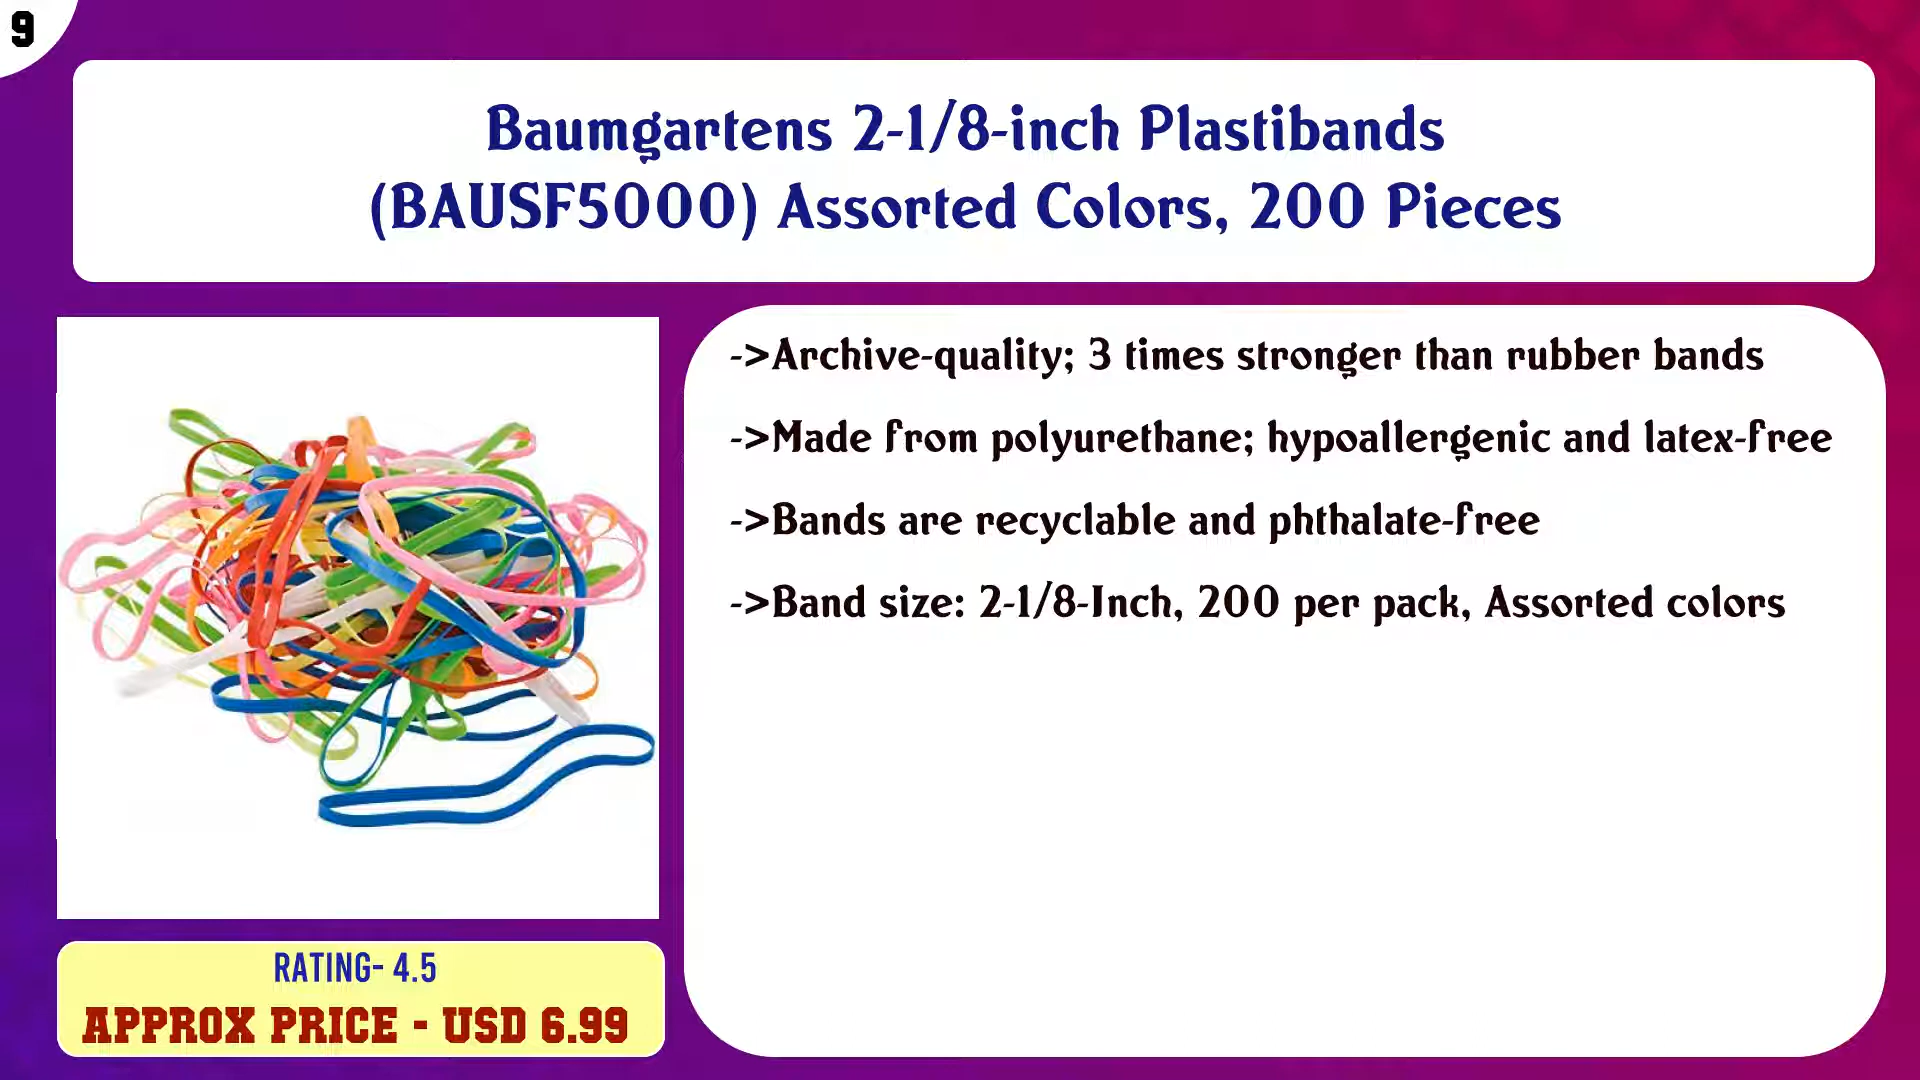 9
Baumgartens 2-1/8-inch Plastibands
(BAUSF5000) Assorted Colors, 200 Pieces
->Archive-quality; 3 times stronger than rubber bands
->Made from polyurethane; hypoallergenic and latex-free
->Bands are recyclable and phthalate-free
->Band size: 2-1/8-Inch, 200 per pack, Assorted colors
RATING- 4.5
APPROX PRICE - USD 6.99